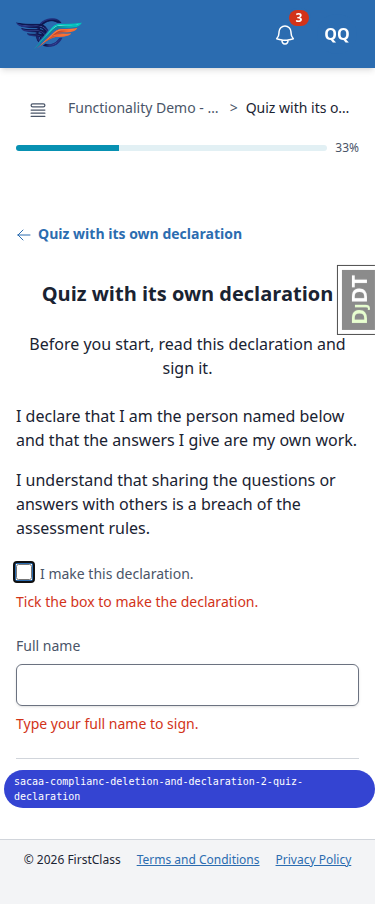 3
QQ
Functionality Demo - ... > Quiz with its o...
33%
← Quiz with its own declaration
Quiz with its own declaration
DjDT
Before you start, read this declaration and
sign it.
I declare that I am the person named below
and that the answers I give are my own work.
I understand that sharing the questions or
answers with others is a breach of the
assessment rules.
I make this declaration.
Tick the box to make the declaration.
Full name
Type your full name to sign.
sacaa-complianc-deletion-and-declaration-2-quiz-
declaration
© 2026 FirstClass Terms and Conditions Privacy Policy